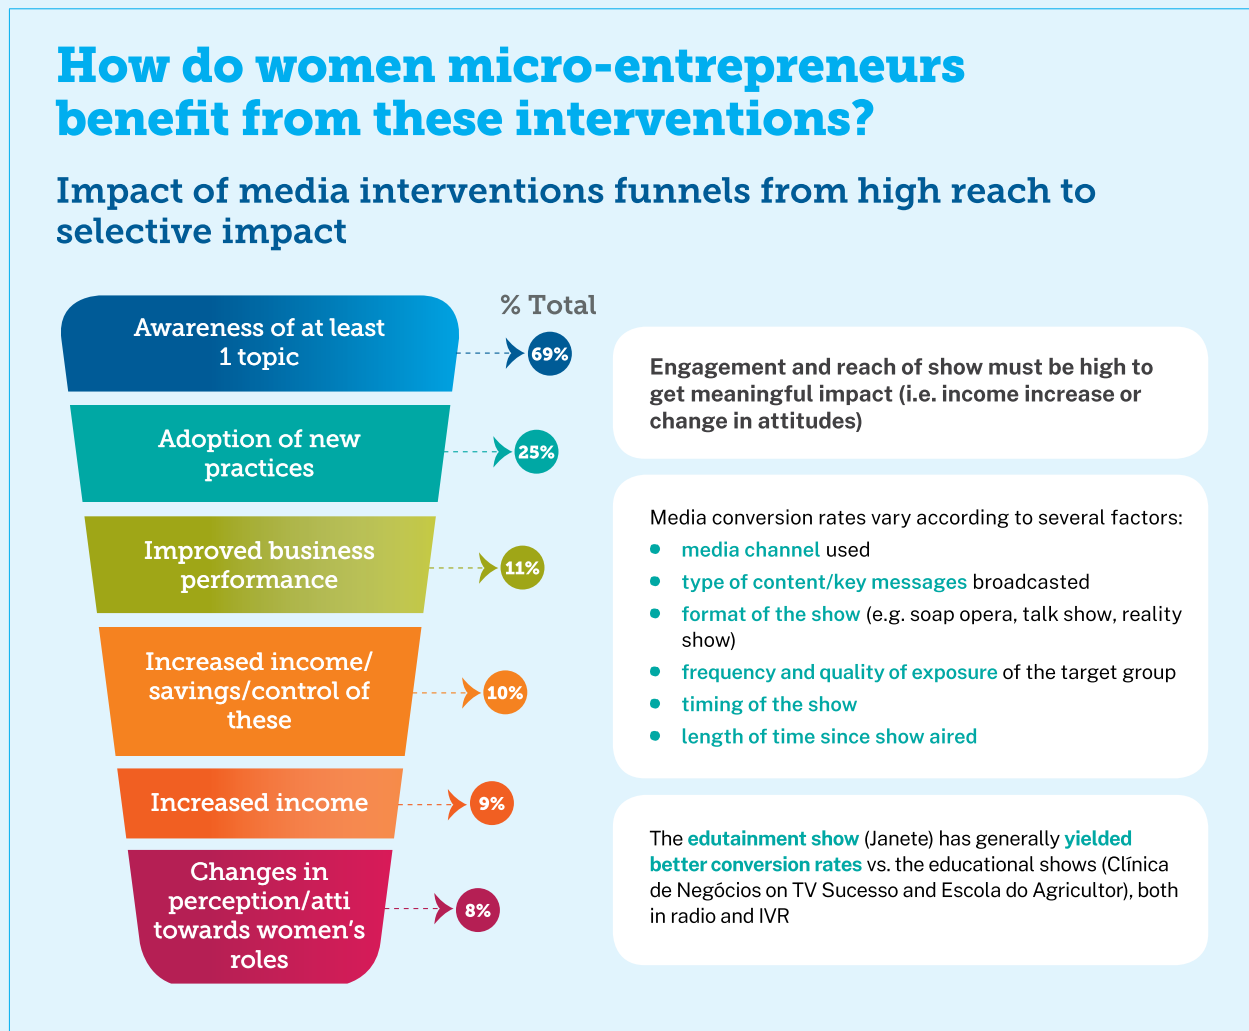 How do women micro-entrepreneurs
benefit from these interventions?
Impact of media interventions funnels from high reach to
selective impact
% Total
Awareness of at least
1 topic
69%
Adoption of new
practices
25%
Improved business
performance
11%
Increased income/
savings/control of
these
10%
Increased income
9%
Changes in
perception/atti
towards women's
roles
8%
Engagement and reach of show must be high to
get meaningful impact (i.e. income increase or
change in attitudes)
Media conversion rates vary according to several factors:
• media channel used
• type of content/key messages broadcasted
• format of the show (e.g. soap opera, talk show, reality
show)
• frequency and quality of exposure of the target group
• timing of the show
• length of time since show aired
The edutainment show (Janete) has generally yielded
better conversion rates vs. the educational shows (Clínica
de Negócios on TV Sucesso and Escola do Agricultor), both
in radio and IVR